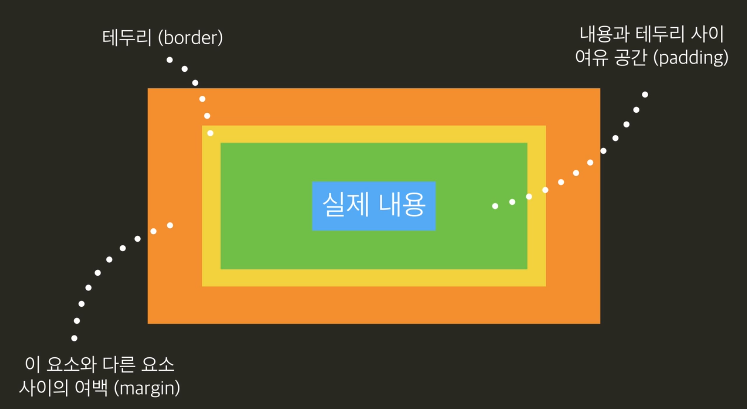 테두리 (border)
내용과 테두리 사이
여유 공간 (padding)
실제 내용
이 요소와 다른 요소
사이의 여백 (margin)